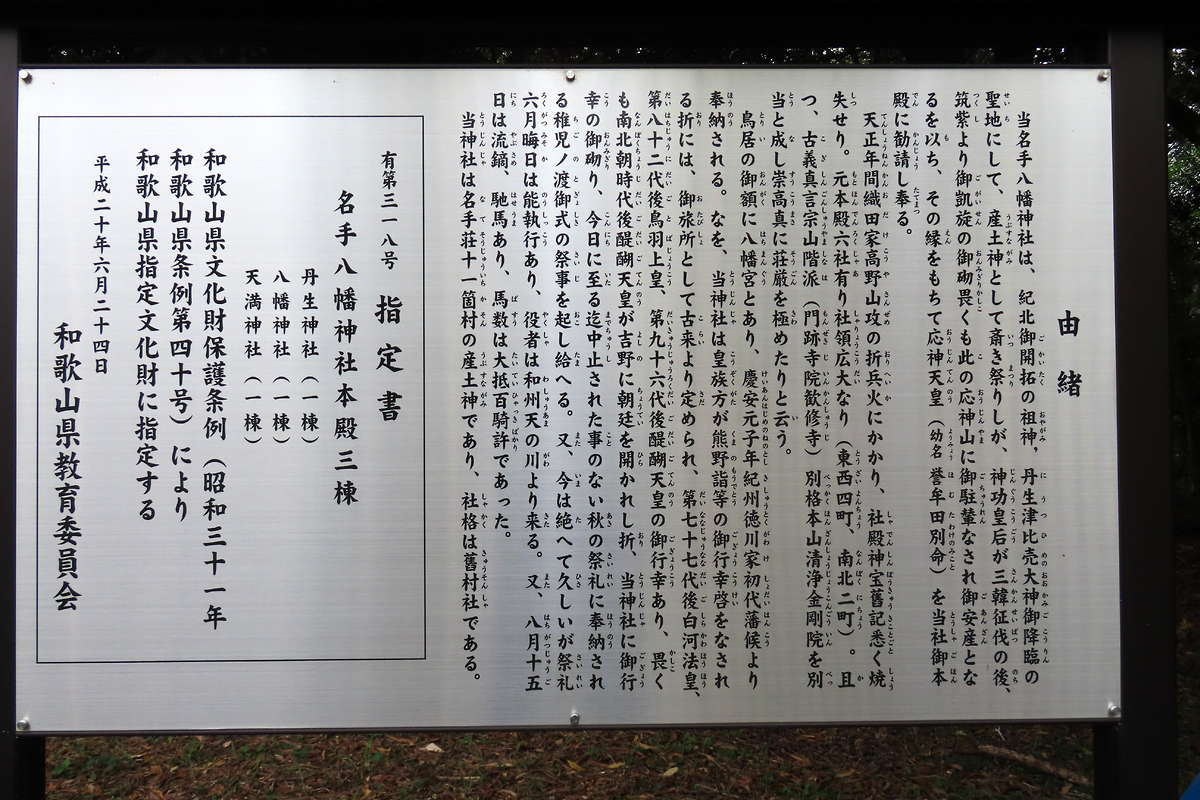 由緒
当名手八幡神社は、紀北御開拓の祖神、丹生津比売大神御降臨の
聖地にして、産土神として斎き祭りしが、神功皇后が三韓征伐の後、
筑紫より御凱旋の御砌畏くも此の応神山に御駐輦なされ御安産とな
るを以ち、その縁をもちて応神天皇(幼名 誉牟田別命)を当社御本
殿に勧請し奉る。
天正年間織田家高野山攻の折兵火にかかり、社殿神宝舊記悉く焼
失せり。元本殿六社有り社領広大なり(東西四町、南北二町)。且
つ、古義真言宗山階派(門跡寺院歓修寺)別格本山清浄金剛院を別
当と成し崇高真に荘厳を極めたりと云う。
鳥居の御額に八幡宮とあり、慶安元子年紀州徳川家初代藩候より
奉納される。なを、当神社は皇族方が熊野詣等の御行幸啓をなされ
る折には、御旅所として古来より定められ、第七十七代後白河法皇、
第八十二代後鳥羽上皇、第九十六代後醍醐天皇の御行幸あり、畏く
も南北朝時代後醍醐天皇が吉野に朝廷を開かれし折、当神社に御行
幸の御砌り、今日に至る迄中止された事のない秋の祭礼に奉納され
る稚児ノ渡御式の祭事を起し給へる。又、今は絶へて久しいが祭礼
六月晦日は能執行あり、役者は和州天の川より来る。又、八月十五
日は流鏑、馳馬あり、馬数は大抵百騎許であった。
当神社は名手荘十一箇村の産土神であり、社格は舊村社である。
有第三一八号 指定書
名手八幡神社本殿三棟
丹生神社(一棟)
八幡神社(一棟)
天満神社(一棟)
和歌山県文化財保護条例(昭和三十一年
和歌山県条例第四十号)により
和歌山県指定文化財に指定する
平成二十年六月二十四日
和歌山県教育委員会